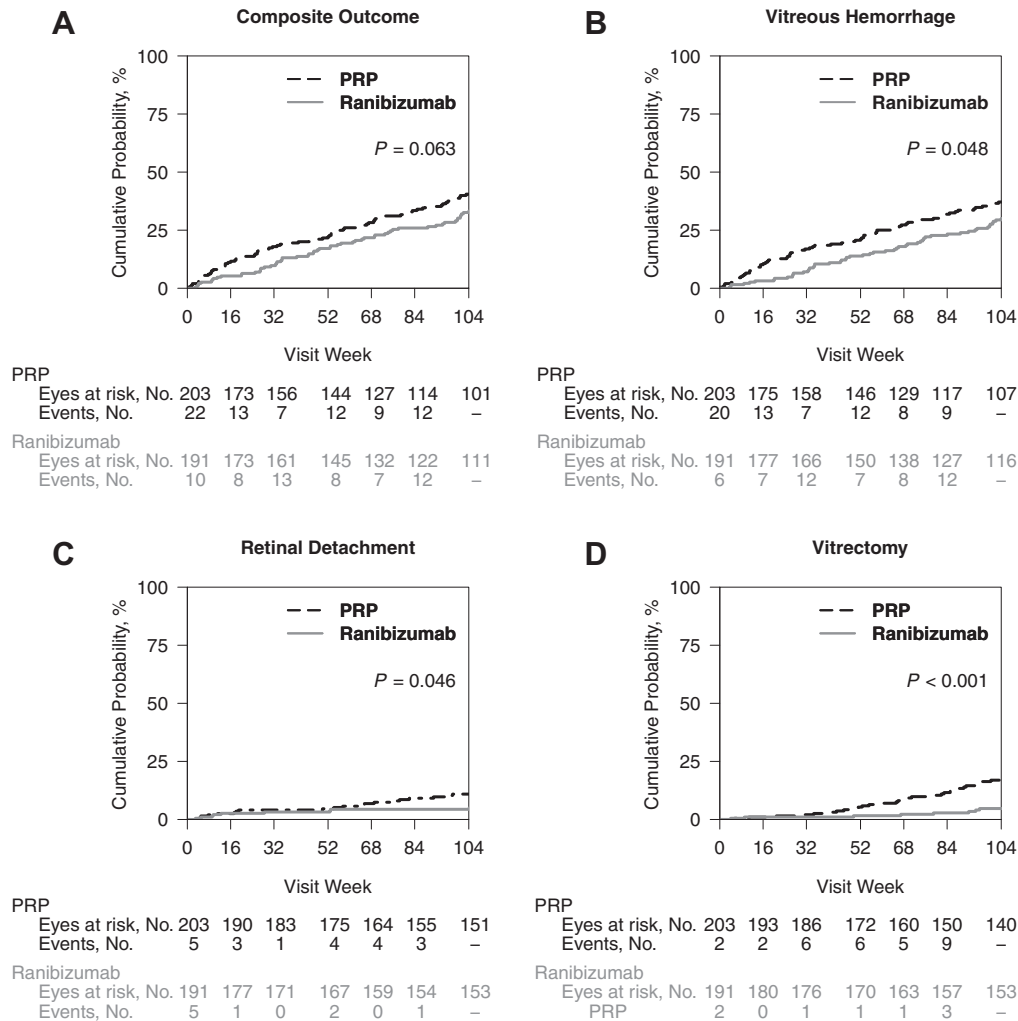 A Composite Outcome
100
75
50
25
0
Cumulative Probability, %
PRP
Ranibizumab
P = 0.063
0 16 32 52 68 84 104
Visit Week
PRP
Eyes at risk, No. 203 173 156 144 127 114 101
Events, No. 22 13 7 12 9 12 –
Ranibizumab
Eyes at risk, No. 191 173 161 145 132 122 111
Events, No. 10 8 13 8 7 12 –
B Vitreous Hemorrhage
100
75
50
25
0
Cumulative Probability, %
PRP
Ranibizumab
P = 0.048
0 16 32 52 68 84 104
Visit Week
PRP
Eyes at risk, No. 203 175 158 146 129 117 107
Events, No. 20 13 7 12 8 9 –
Ranibizumab
Eyes at risk, No. 191 177 166 150 138 127 116
Events, No. 6 7 12 7 8 12 –
C Retinal Detachment
100
75
50
25
0
Cumulative Probability, %
PRP
Ranibizumab
P = 0.046
0 16 32 52 68 84 104
Visit Week
PRP
Eyes at risk, No. 203 190 183 175 164 155 151
Events, No. 5 3 1 4 4 3 –
Ranibizumab
Eyes at risk, No. 191 177 171 167 159 154 153
Events, No. 5 1 0 2 0 1 –
D Vitrectomy
100
75
50
25
0
Cumulative Probability, %
PRP
Ranibizumab
P < 0.001
0 16 32 52 68 84 104
Visit Week
PRP
Eyes at risk, No. 203 193 186 172 160 150 140
Events, No. 2 2 6 6 5 9 –
Ranibizumab
Eyes at risk, No. 191 180 176 170 163 157 153
PRP 2 0 1 1 1 3 –